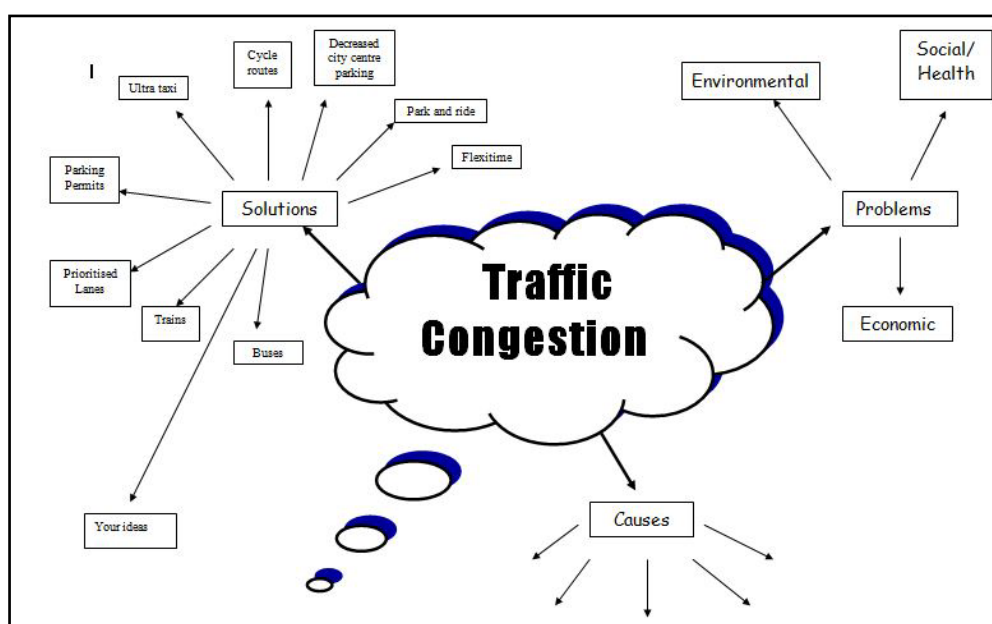 Traffic
Congestion
Solutions
Ultra taxi
Cycle
routes
Decreased
city centre
parking
Park and ride
Flexitime
Parking
Permits
Prioritised
Lanes
Trains
Buses
Your ideas
Problems
Environmental
Social/
Health
Economic
Causes